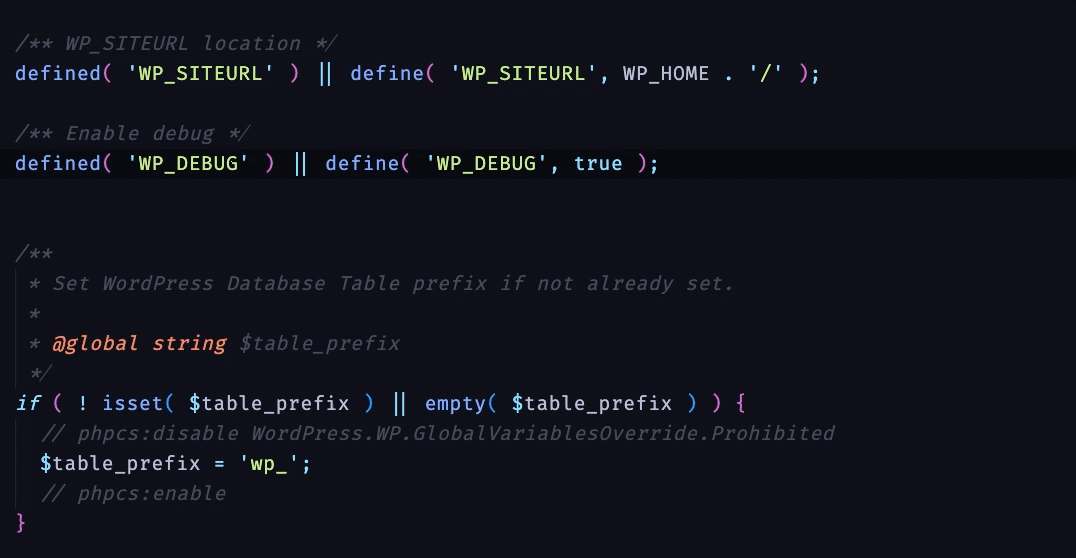 /** WP_SITEURL location */
defined( 'WP_SITEURL' ) || define( 'WP_SITEURL', WP_HOME . '/' );
/** Enable debug */
defined( 'WP_DEBUG' ) || define( 'WP_DEBUG', true );
/**
* Set WordPress Database Table prefix if not already set.
*
* @global string $table_prefix
*/
if ( ! isset( $table_prefix ) || empty( $table_prefix ) ) {
// phpcs:disable WordPress.WP.GlobalVariablesOverride.Prohibited
$table_prefix = 'wp_';
// phpcs:enable
}